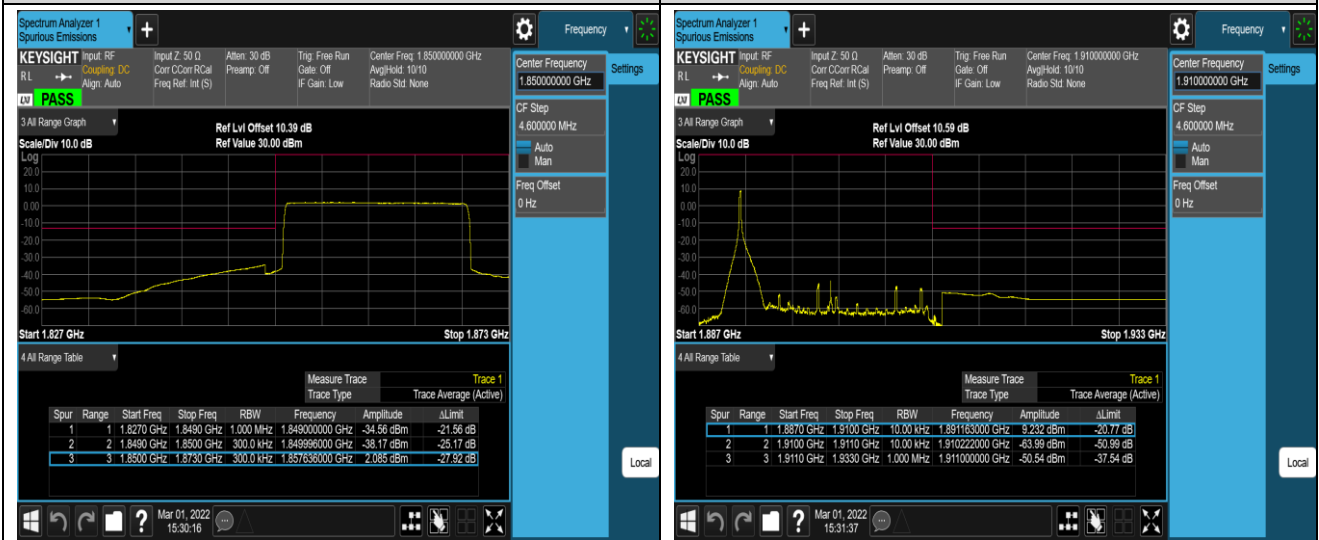 Spectrum Analyzer 1
Spurious Emissions
+
Frequency
KEYSIGHT Input: RF Input Z: 50 Ω Atten: 30 dB Trig: Free Run Center Freq: 1.850000000 GHz
RL Coupling: DC Corr CCorr RCal Preamp: Off Gate: Off Avg|Hold: 10/10
Align: Auto Freq Ref: Int (S) IF Gain: Low Radio Std: None
LXI PASS
Center Frequency
1.850000000 GHz
Settings
CF Step
4.600000 MHz
Auto
Man
Freq Offset
0 Hz
3 All Range Graph
Ref Lvl Offset 10.39 dB
Scale/Div 10.0 dB Ref Value 30.00 dBm
Log
20.0
10.0
0.00
-10.0
-20.0
-30.0
-40.0
-50.0
-60.0
Start 1.827 GHz Stop 1.873 GHz
4 All Range Table
Measure Trace Trace 1
Trace Type Trace Average (Active)
Spur Range Start Freq Stop Freq RBW Frequency Amplitude ΔLimit
1 1 1.8270 GHz 1.8490 GHz 1.000 MHz 1.849000000 GHz -34.56 dBm -21.56 dB
2 2 1.8490 GHz 1.8500 GHz 300.0 kHz 1.849996000 GHz -38.17 dBm -25.17 dB
3 3 1.8500 GHz 1.8730 GHz 300.0 kHz 1.857636000 GHz 2.085 dBm -27.92 dB
Local
?
Mar 01, 2022
15:30:16
Spectrum Analyzer 1
Spurious Emissions
+
Frequency
KEYSIGHT Input: RF Input Z: 50 Ω Atten: 30 dB Trig: Free Run Center Freq: 1.910000000 GHz
RL Coupling: DC Corr CCorr RCal Preamp: Off Gate: Off Avg|Hold: 10/10
Align: Auto Freq Ref: Int (S) IF Gain: Low Radio Std: None
LXI PASS
Center Frequency
1.910000000 GHz
Settings
CF Step
4.600000 MHz
Auto
Man
Freq Offset
0 Hz
3 All Range Graph
Ref Lvl Offset 10.59 dB
Scale/Div 10.0 dB Ref Value 30.00 dBm
Log
20.0
10.0
0.00
-10.0
-20.0
-30.0
-40.0
-50.0
-60.0
Start 1.887 GHz Stop 1.933 GHz
4 All Range Table
Measure Trace Trace 1
Trace Type Trace Average (Active)
Spur Range Start Freq Stop Freq RBW Frequency Amplitude ΔLimit
1 1 1.8870 GHz 1.9100 GHz 10.00 kHz 1.891163000 GHz 9.232 dBm -20.77 dB
2 2 1.9100 GHz 1.9110 GHz 10.00 kHz 1.910222000 GHz -63.99 dBm -50.99 dB
3 3 1.9110 GHz 1.9330 GHz 1.000 MHz 1.911000000 GHz -50.54 dBm -37.54 dB
Local
?
Mar 01, 2022
15:31:37